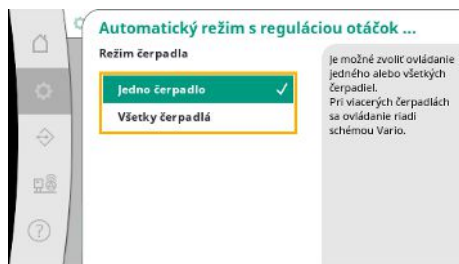 Automatický režim s reguláciou otáčok ...
Režim čerpadla
Jedno čerpadlo
Všetky čerpadlá
Je možné zvoliť ovládanie
jedného alebo všetkých
čerpadiel.
Pri viacerých čerpadlách
sa ovládanie riadi
schémou Vario.